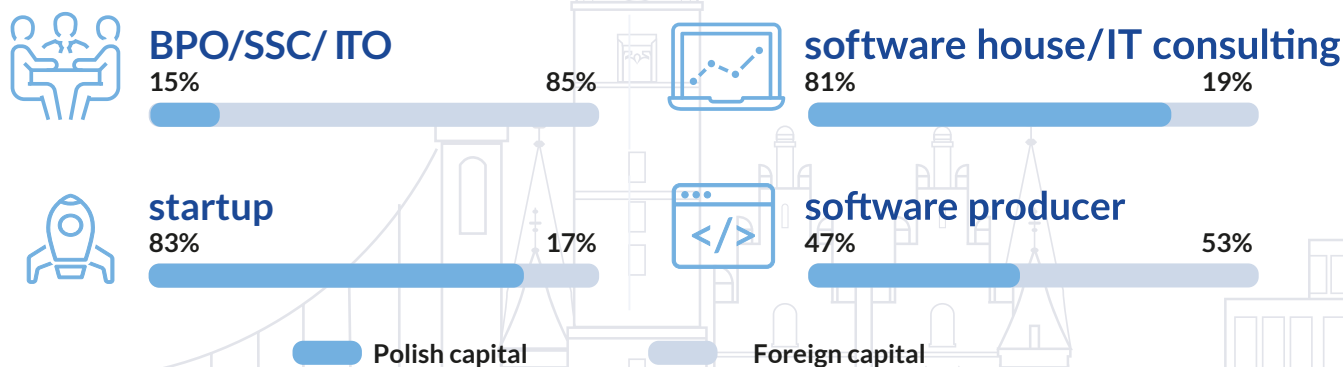 BPO/SSC/ ITO
15% 85%
software house/IT consulting
81% 19%
startup
83% 17%
software producer
</>
47% 53%
Polish capital
Foreign capital